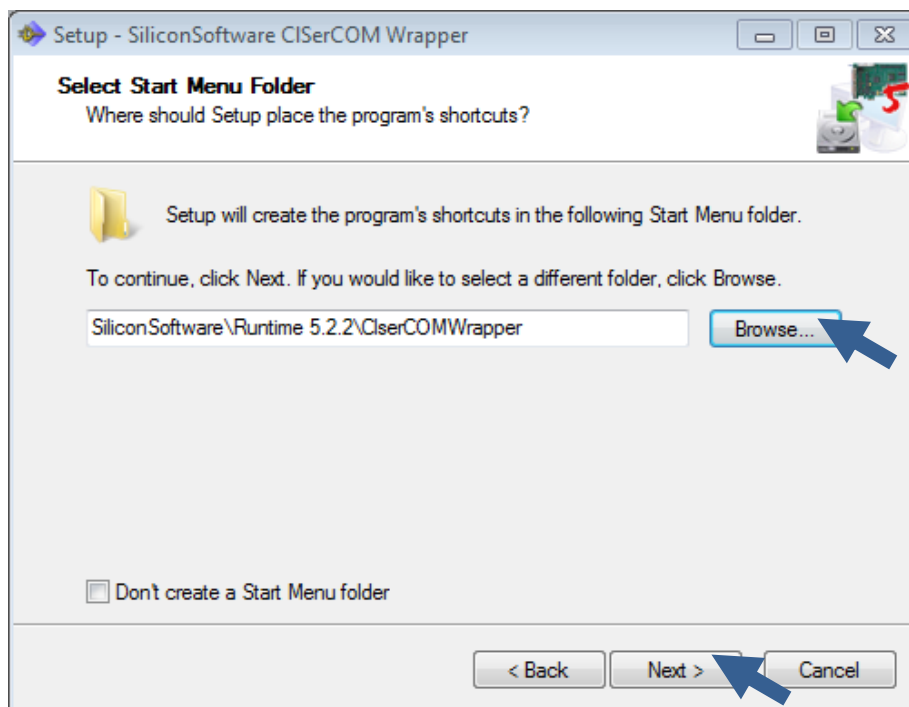 Setup - SiliconSoftware ClSerCOM Wrapper
Select Start Menu Folder
Where should Setup place the program's shortcuts?
5
Setup will create the program's shortcuts in the following Start Menu folder.
To continue, click Next. If you would like to select a different folder, click Browse.
SiliconSoftware\Runtime 5.2.2\ClserCOMWrapper
Browse...
Don't create a Start Menu folder
< Back
Next >
Cancel